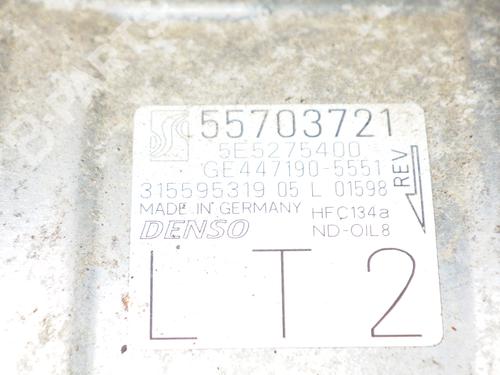 55703721
5E5275400
GE447190-5551
315595319 05 L 01598
REV
MADE IN GERMANY HFC134a
DENSO ND-OIL8
LT2